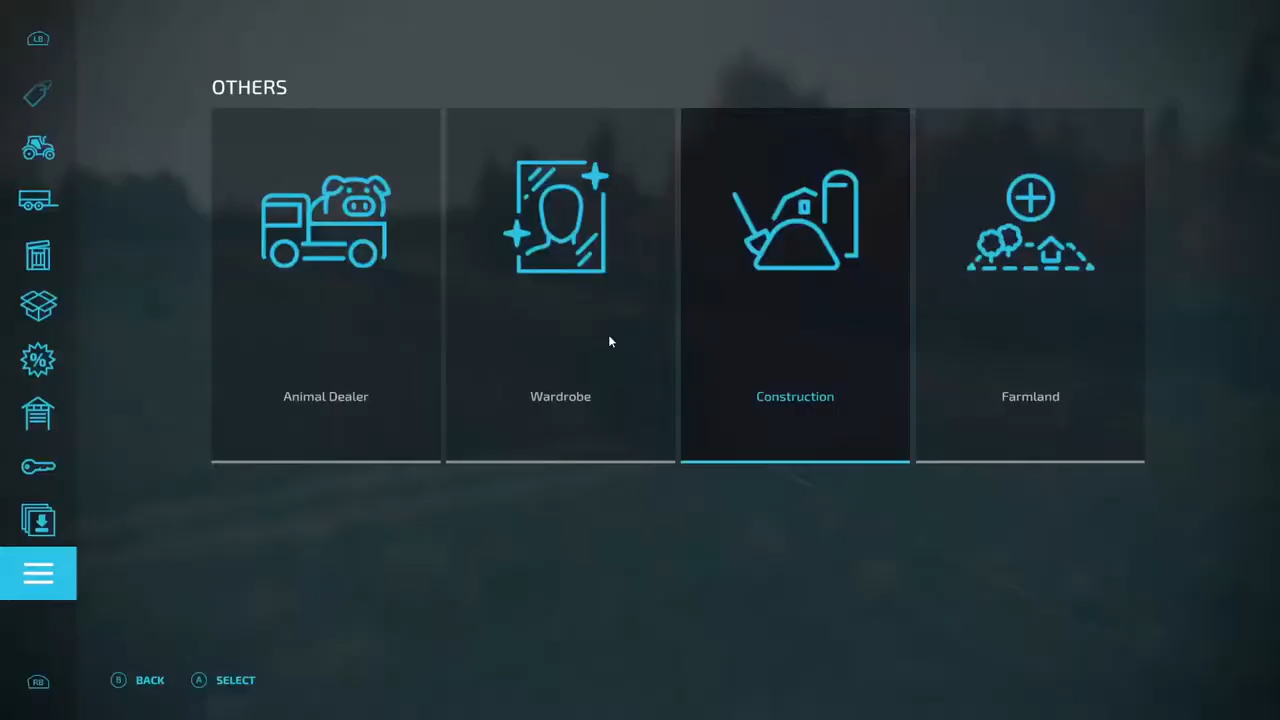 LB
OTHERS
%
Animal Dealer
Wardrobe
Construction
Farmland
RB
B BACK A SELECT